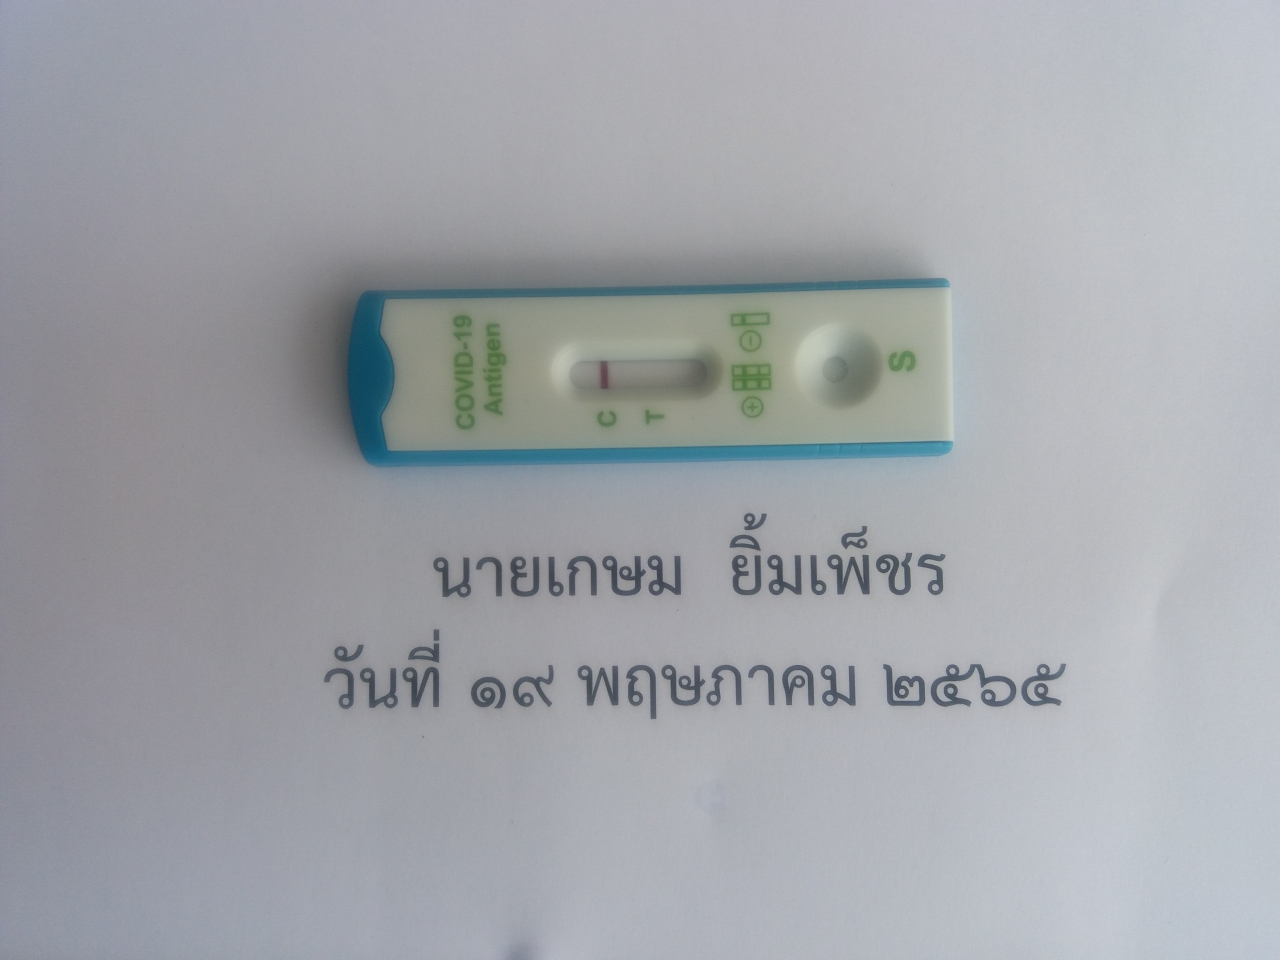 COVID-19
Antigen
C
T
S
นายเกษม ยิ้มเพ็ชร
วันที่ ๑๙ พฤษภาคม ๒๕๖๕